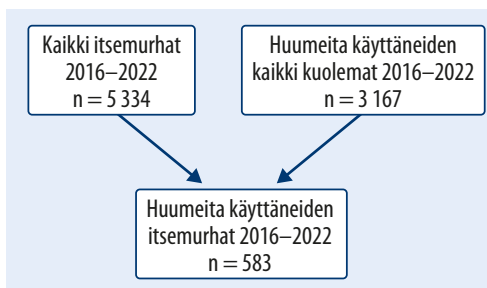 Kaikki itsemurhat
2016–2022
n = 5 334
Huumeita käyttäneiden
kaikki kuolemat 2016–2022
n = 3 167
Huumeita käyttäneiden
itsemurhat 2016–2022
n = 583